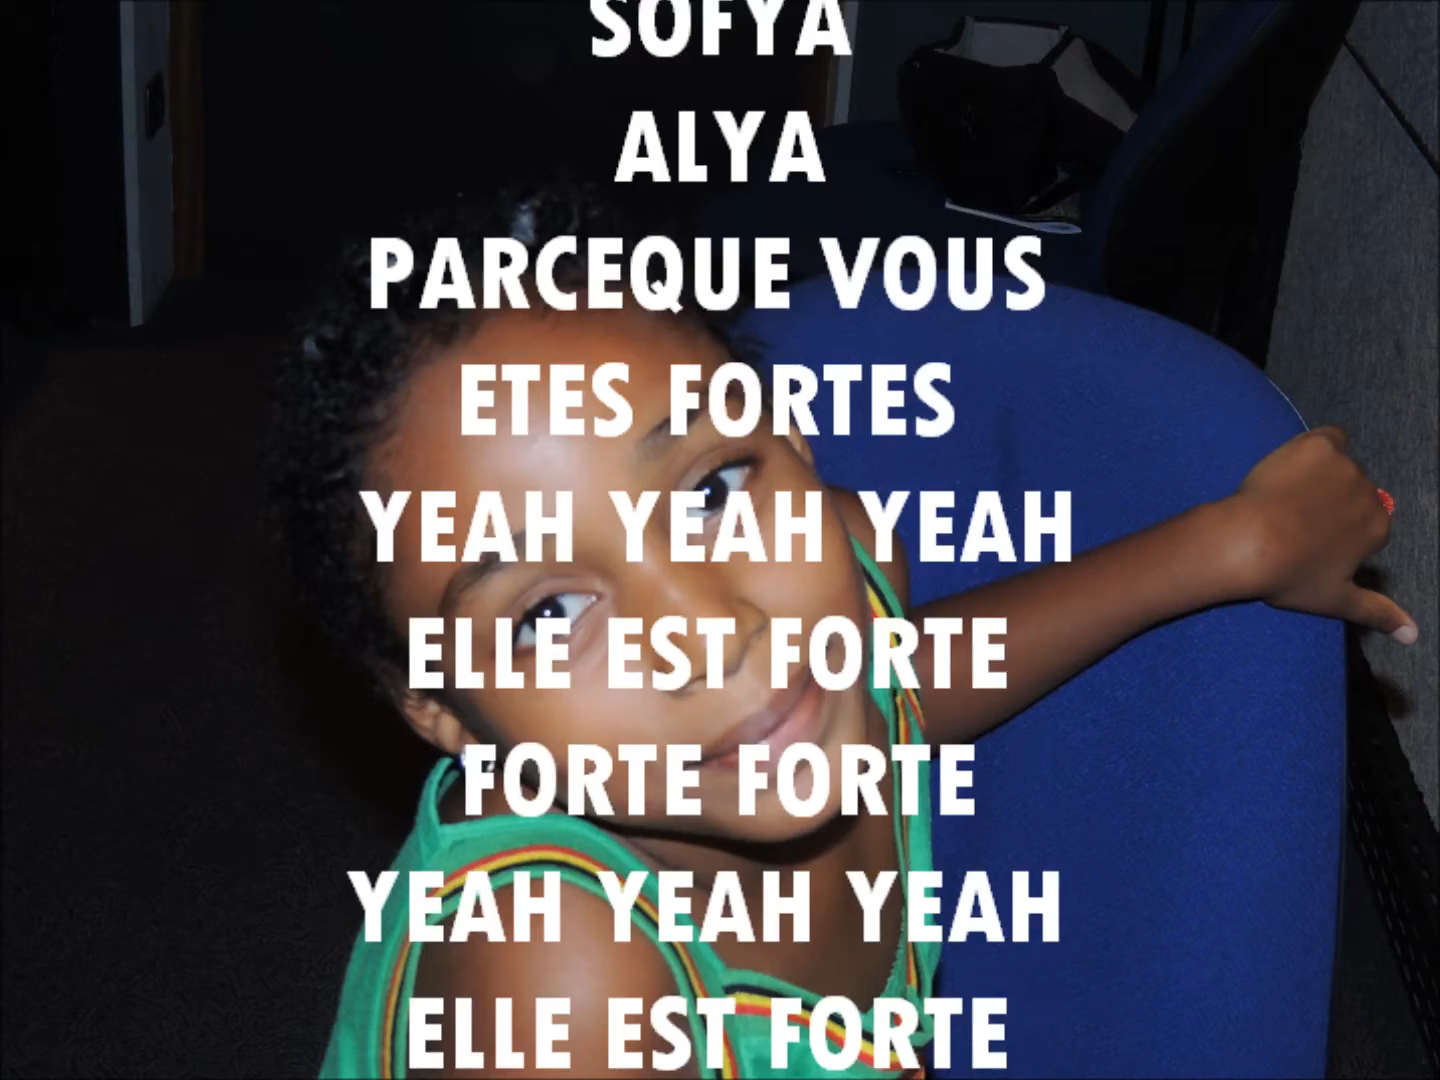 SOFYA
ALYA
PARCEQUE VOUS
ETES FORTES
YEAH YEAH YEAH
ELLE EST FORTE
FORTE FORTE
YEAH YEAH YEAH
ELLE EST FORTE